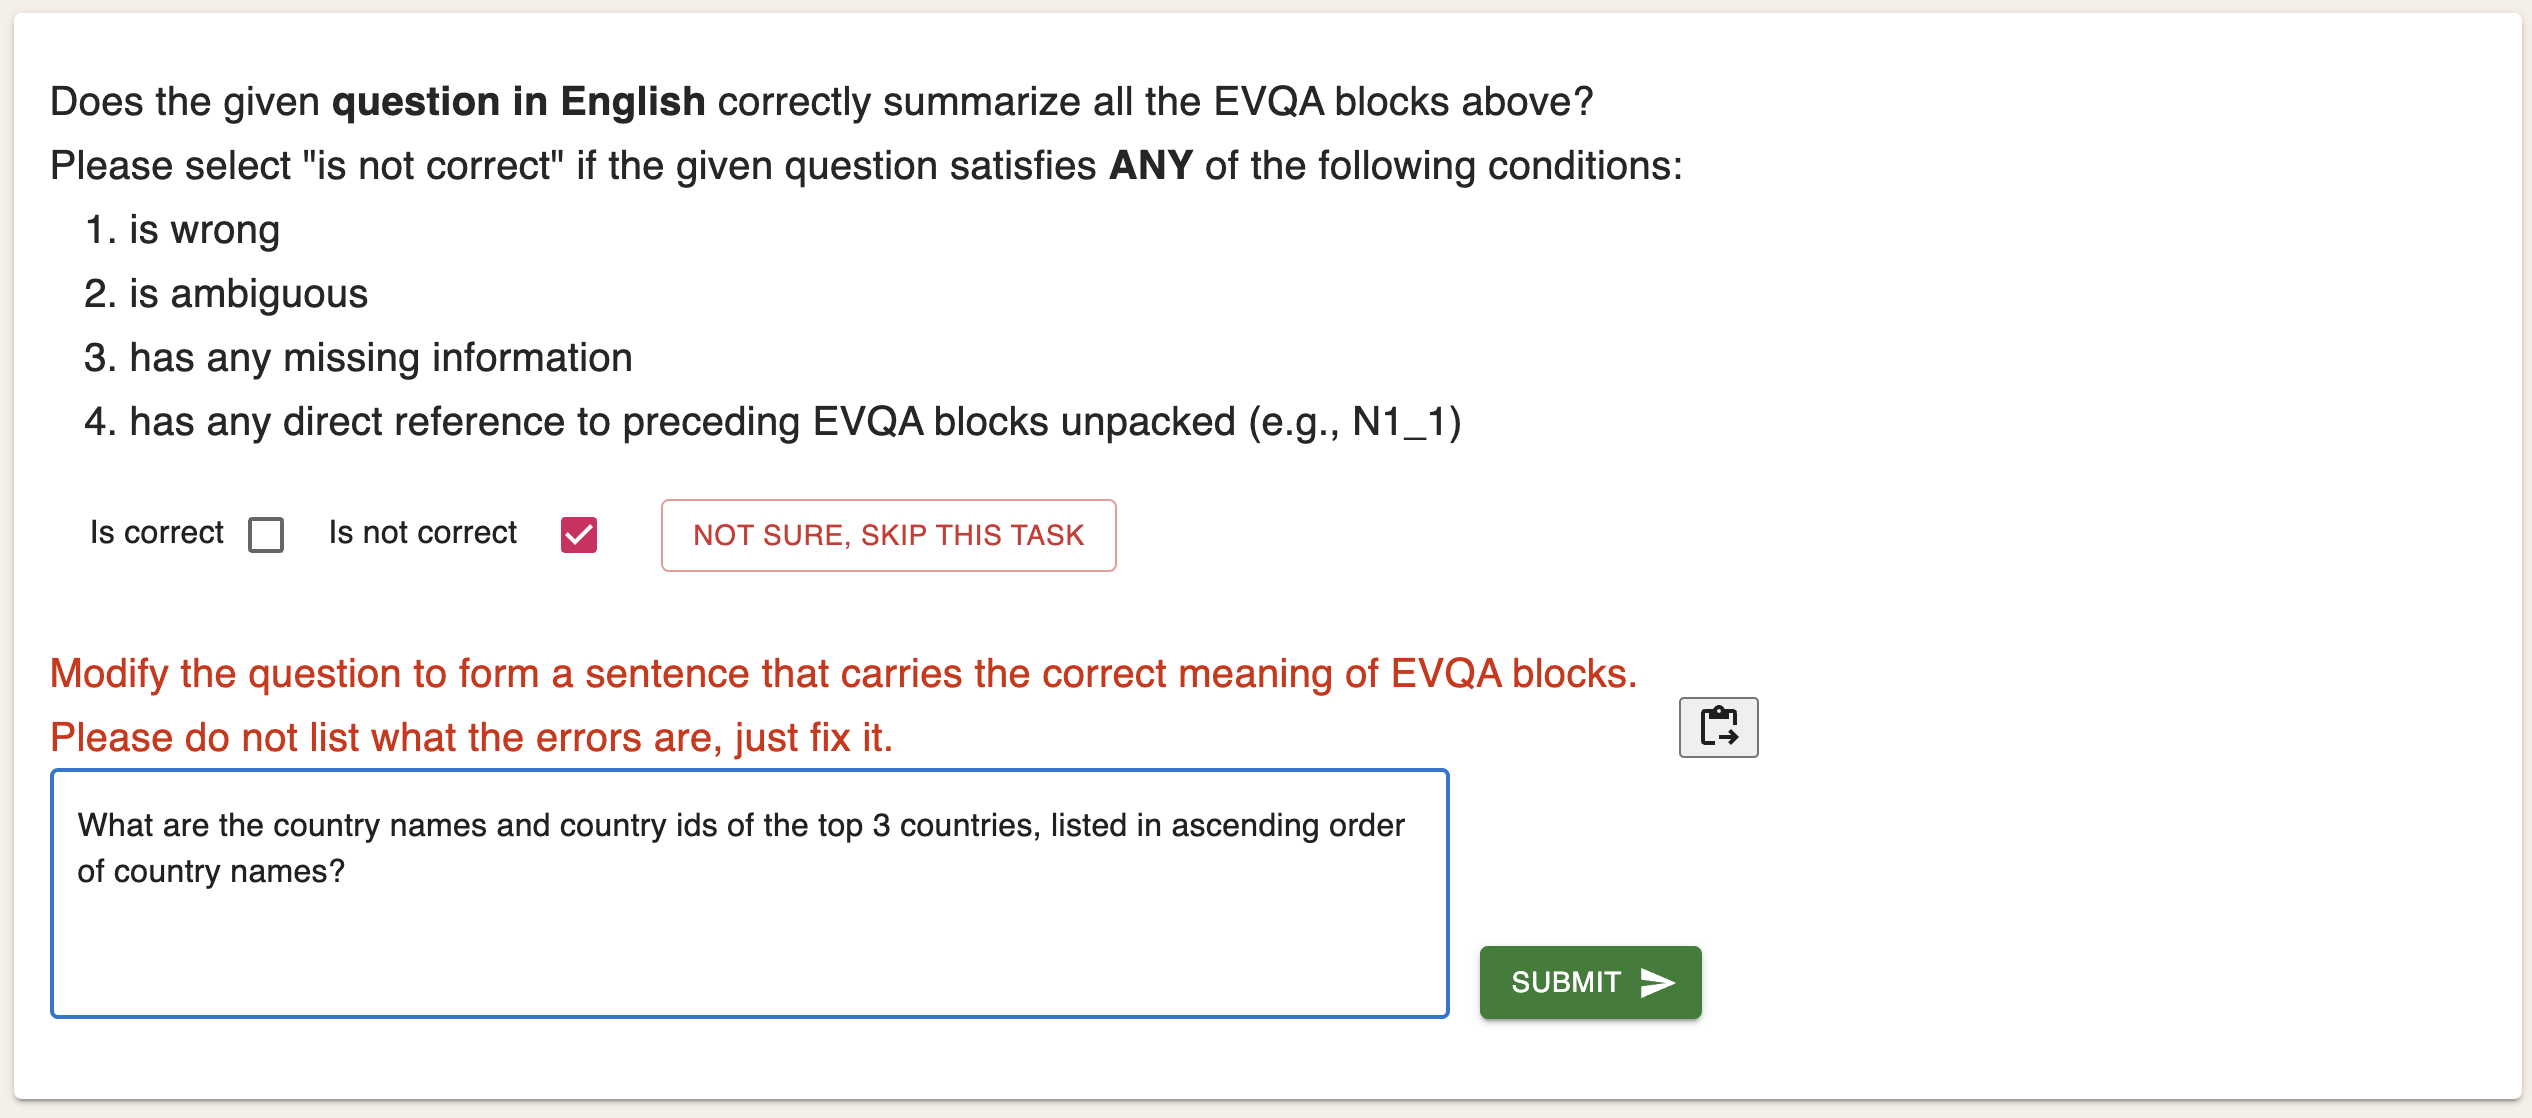 Does the given question in English correctly summarize all the EVQA blocks above?
Please select "is not correct" if the given question satisfies ANY of the following conditions:
1. is wrong
2. is ambiguous
3. has any missing information
4. has any direct reference to preceding EVQA blocks unpacked (e.g., N1_1)
Is correct Is not correct NOT SURE, SKIP THIS TASK
Modify the question to form a sentence that carries the correct meaning of EVQA blocks.
Please do not list what the errors are, just fix it.
What are the country names and country ids of the top 3 countries, listed in ascending order
of country names?
SUBMIT